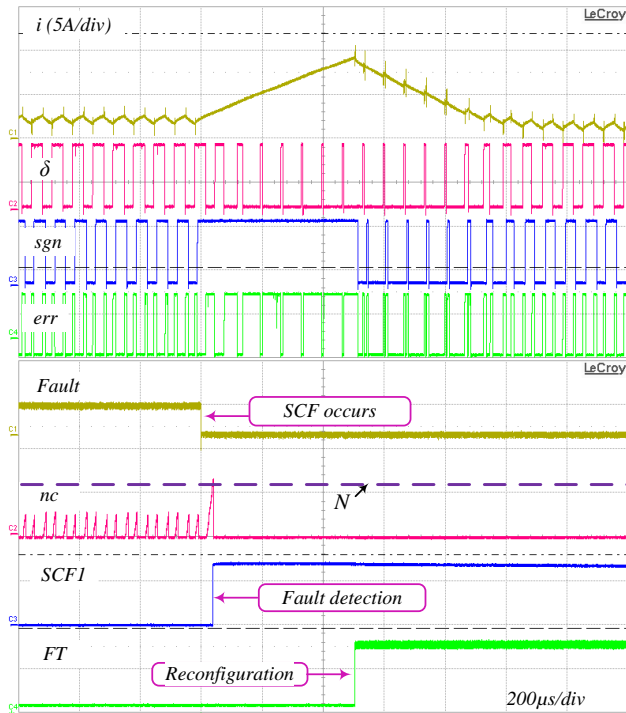 i (5A/div)
LeCroy
C1
δ
C2
sgn
C3
err
C4
LeCroy
Fault
SCF occurs
C1
nc
N
C2
SCF1
Fault detection
C3
FT
Reconfiguration
200μs/div
C4